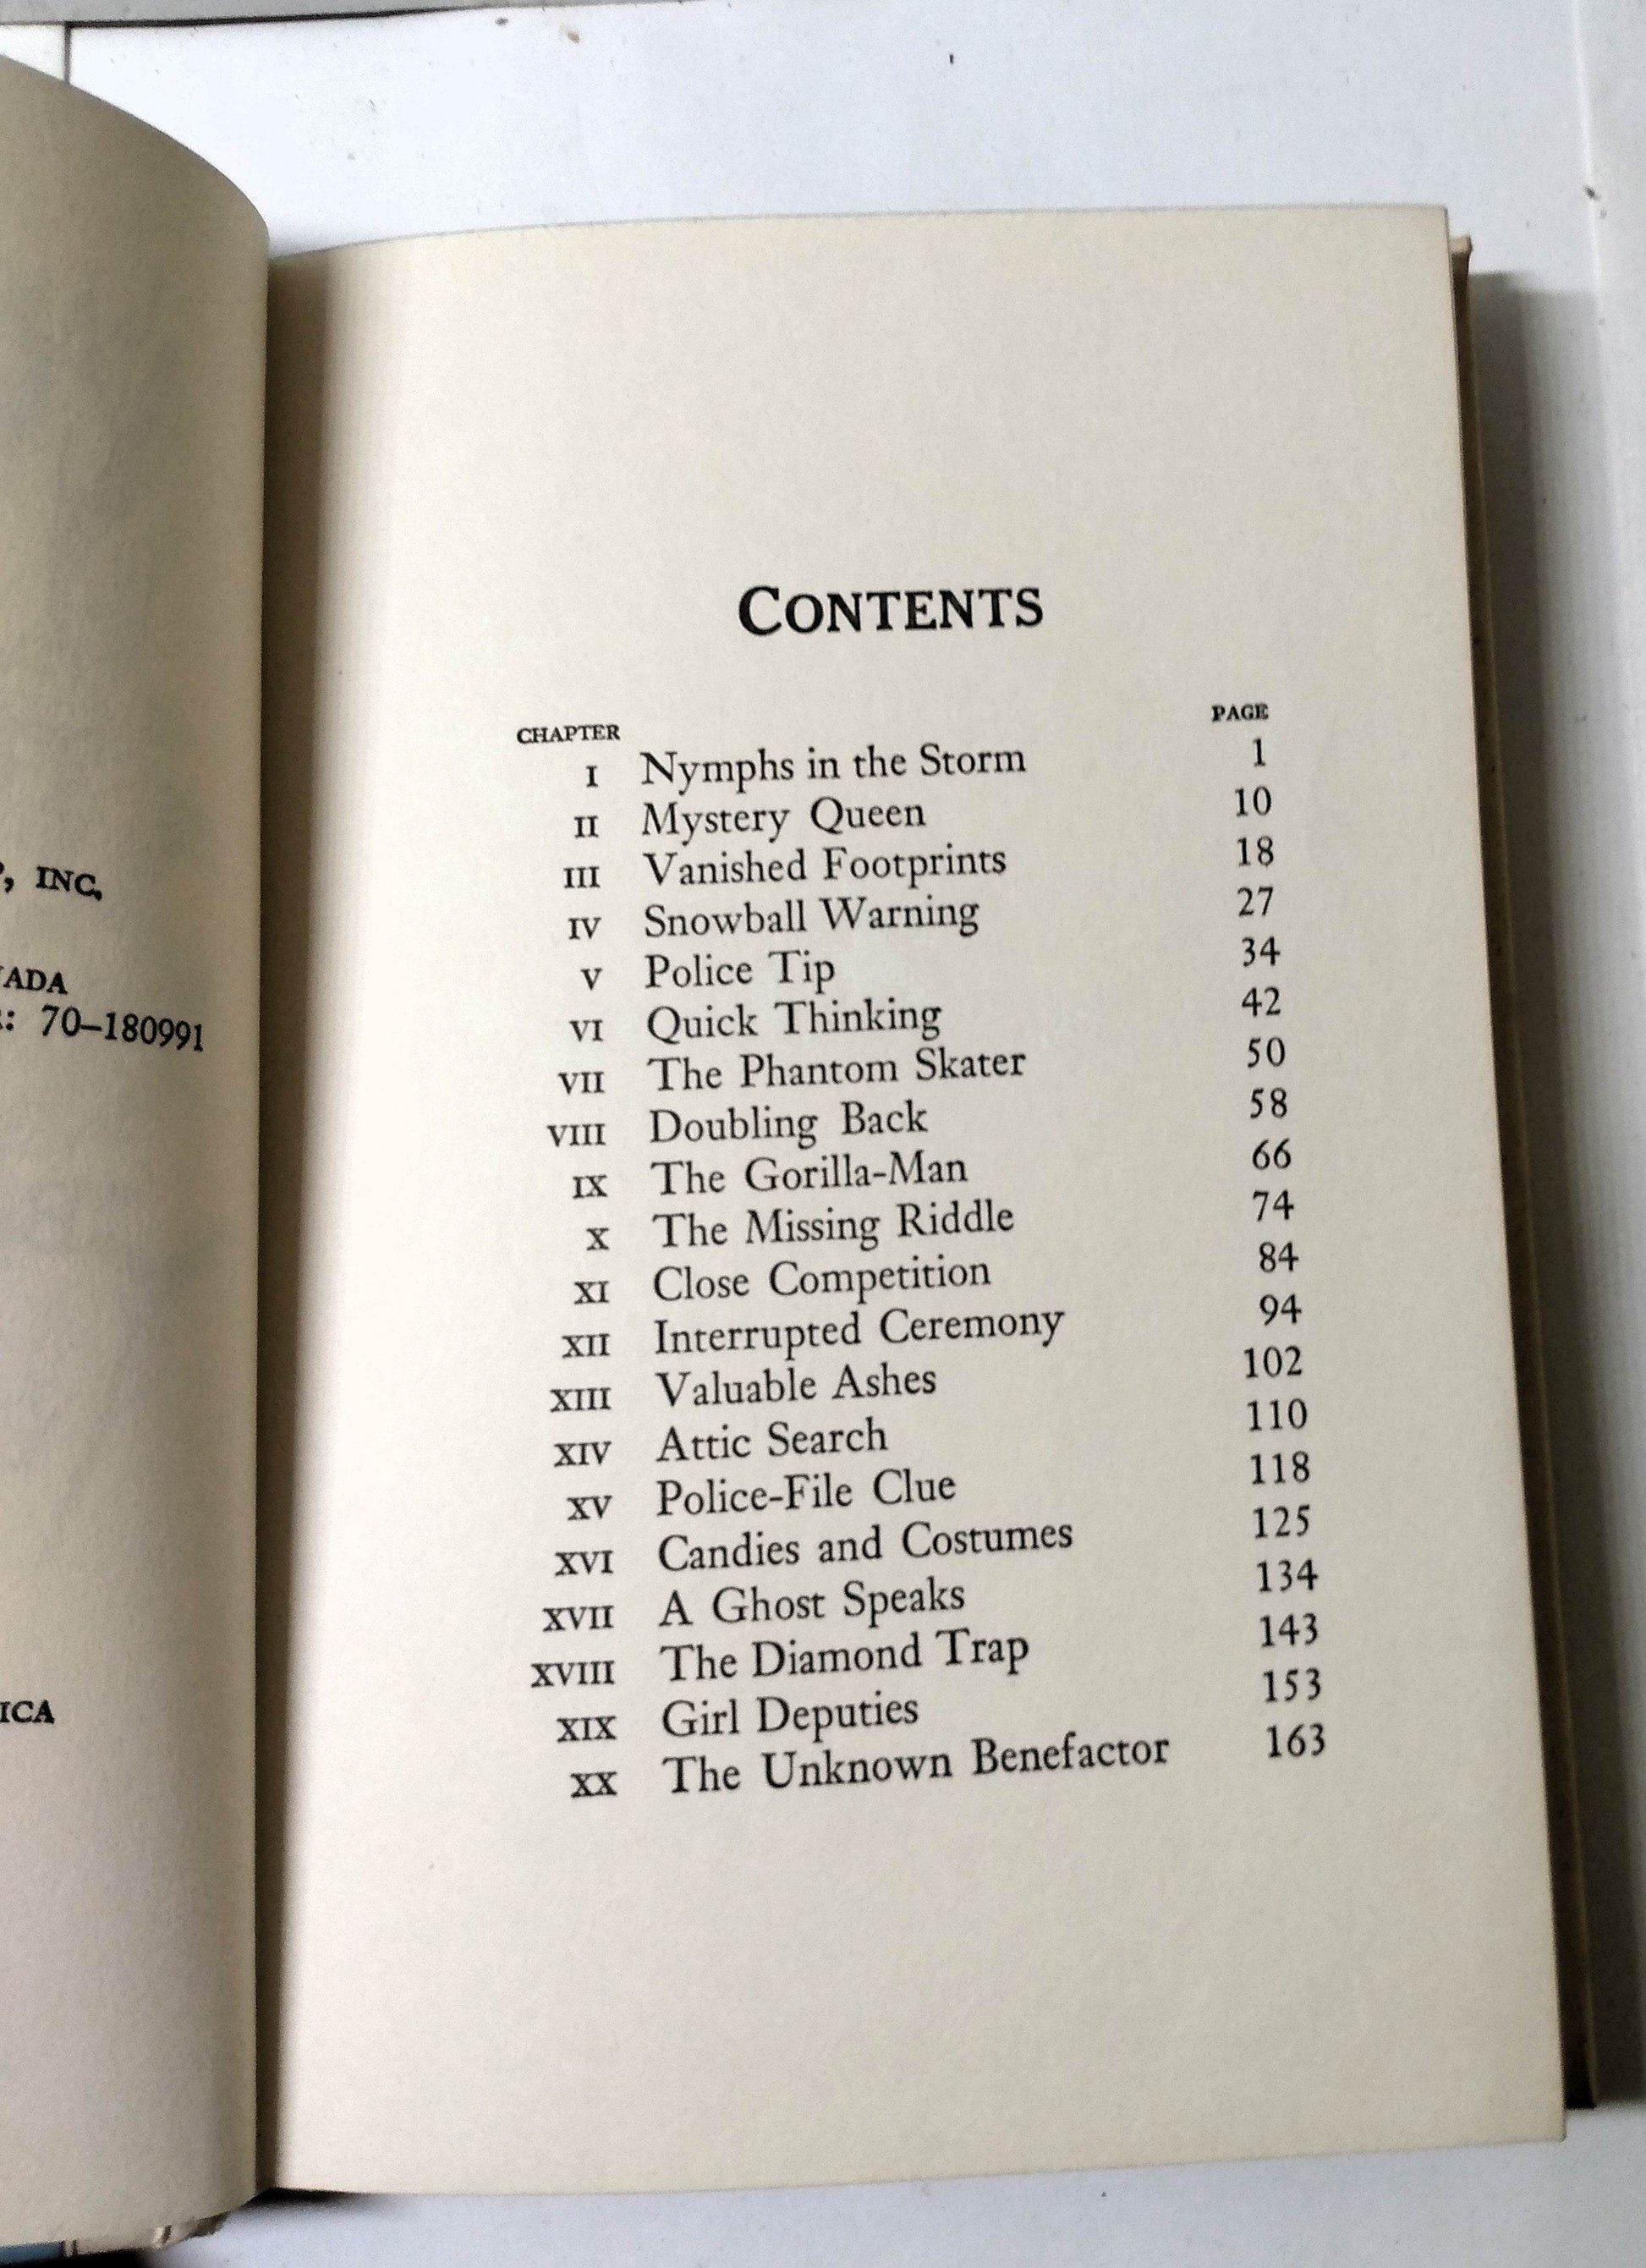 , INC.
ADA
: 70–180991
ICA
CONTENTS
CHAPTER PAGE
I Nymphs in the Storm 1
II Mystery Queen 10
III Vanished Footprints 18
IV Snowball Warning 27
V Police Tip 34
VI Quick Thinking 42
VII The Phantom Skater 50
VIII Doubling Back 58
IX The Gorilla-Man 66
X The Missing Riddle 74
XI Close Competition 84
XII Interrupted Ceremony 94
XIII Valuable Ashes 102
XIV Attic Search 110
XV Police-File Clue 118
XVI Candies and Costumes 125
XVII A Ghost Speaks 134
XVIII The Diamond Trap 143
XIX Girl Deputies 153
XX The Unknown Benefactor 163